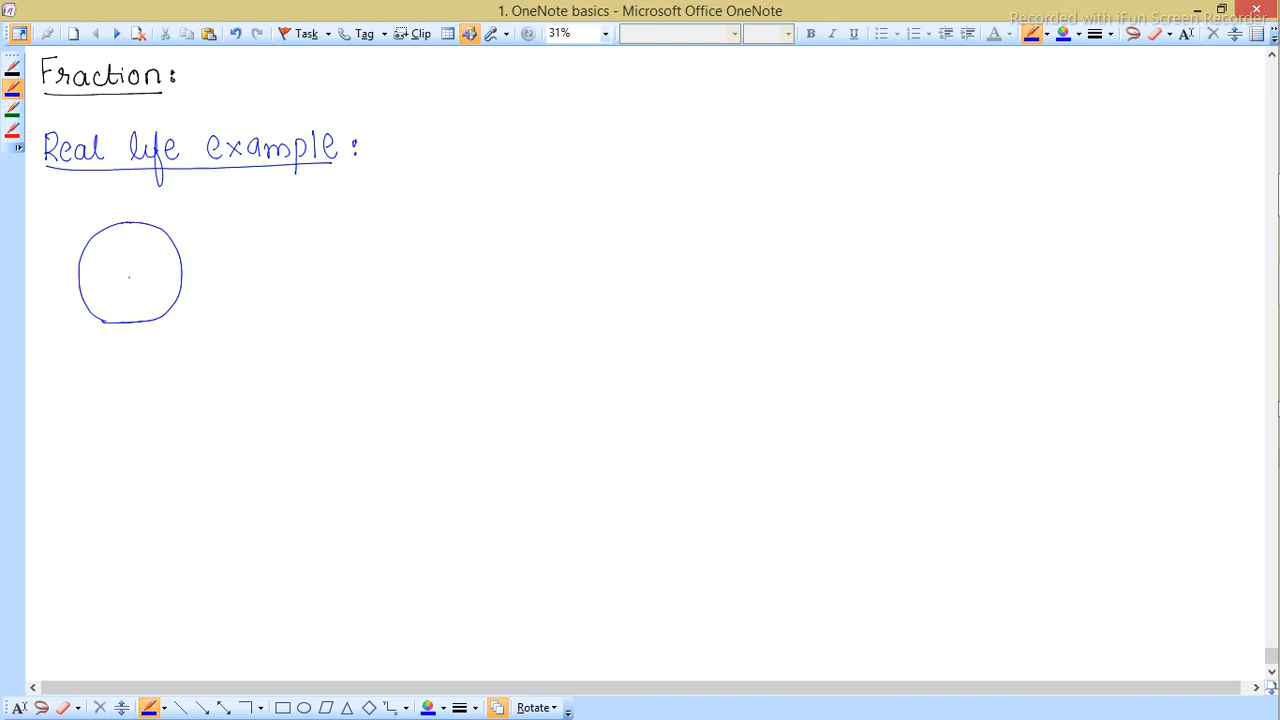 1. OneNote basics - Microsoft Office OneNote
Recorded with iFun Screen Recorder
Task Tag Clip 31% B I U A
Fraction:
Real life example:
Rotate